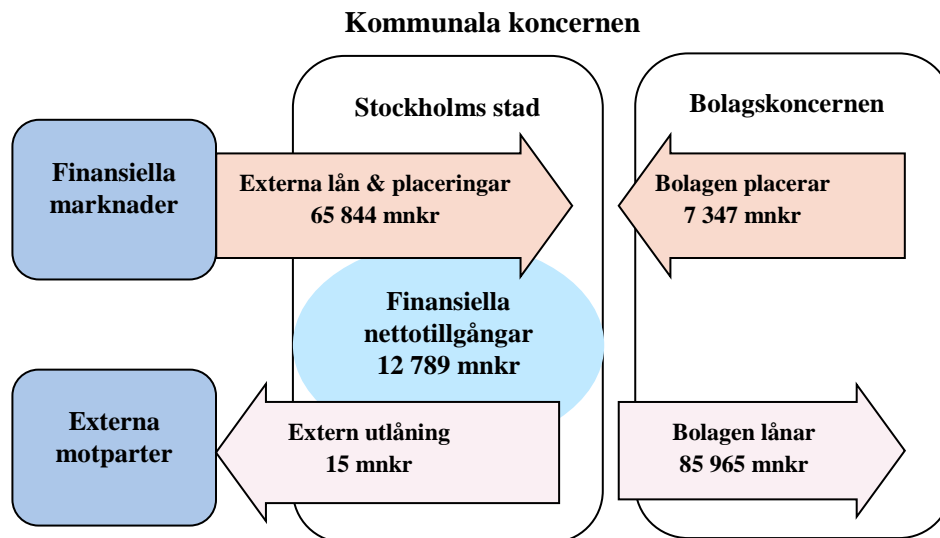 Kommunala koncernen
Stockholms stad
Bolagskoncernen
Finansiella
marknader
Externa lån & placeringar
65 844 mnkr
Bolagen placerar
7 347 mnkr
Finansiella
nettotillgångar
12 789 mnkr
Externa
motparter
Extern utlåning
15 mnkr
Bolagen lånar
85 965 mnkr